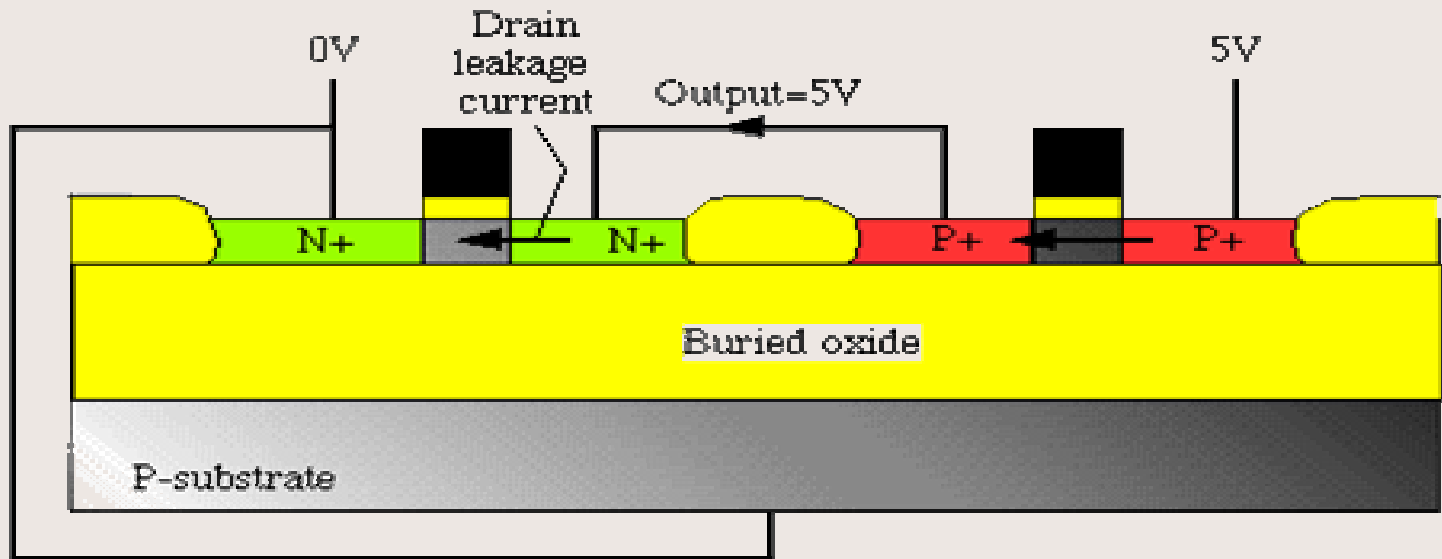 Drain
leakage
current
0V
Output=5V
5V
N+
N+
P+
P+
Buried oxide
P-substrate